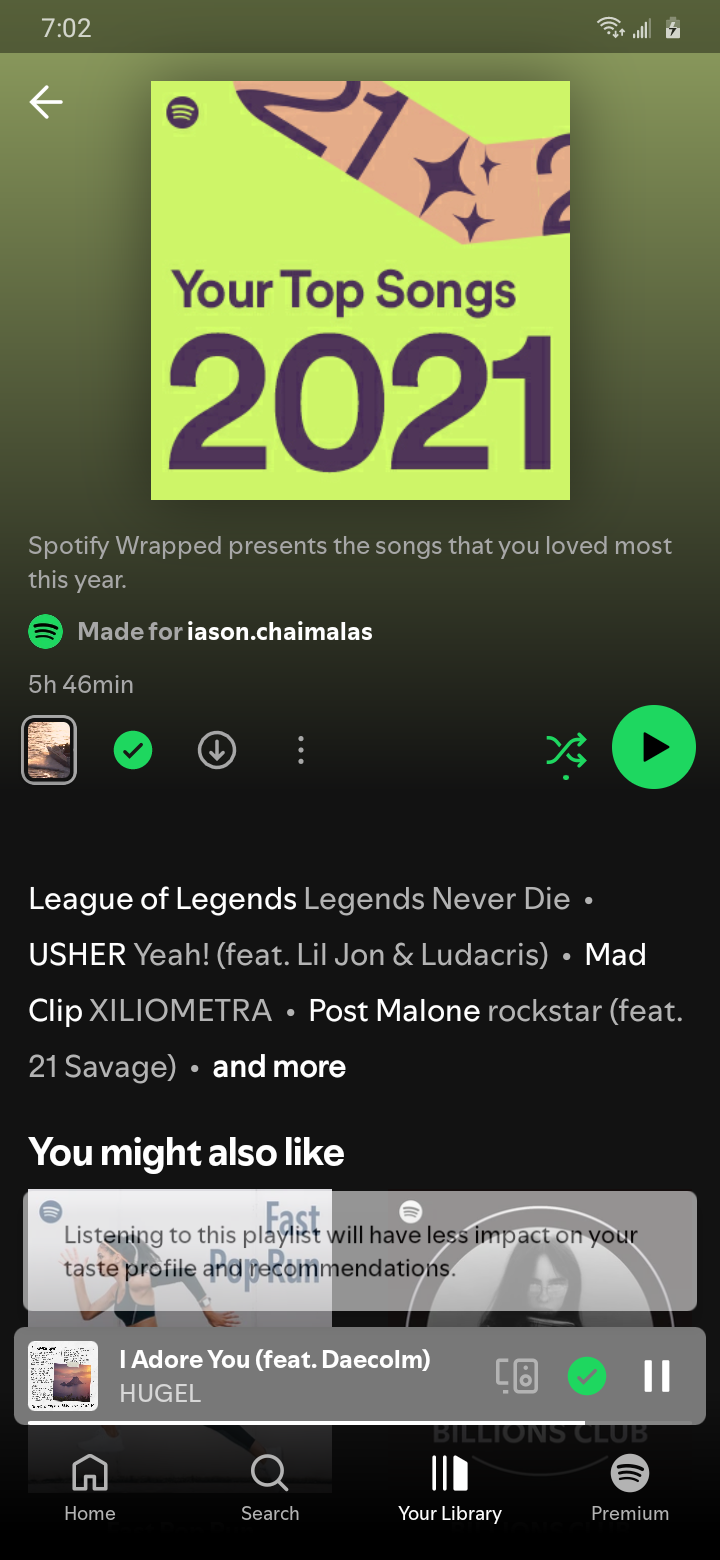 7:02
21 2
Your Top Songs
2021
Spotify Wrapped presents the songs that you loved most
this year.
Made for iason.chaimalas
5h 46min
League of Legends Legends Never Die •
USHER Yeah! (feat. Lil Jon & Ludacris) • Mad
Clip XILIOMETRA • Post Malone rockstar (feat.
21 Savage) • and more
You might also like
Fast
Pop Run
Listening to this playlist will have less impact on your
taste profile and recommendations.
I Adore You (feat. Daecolm)
HUGEL
BILLIONS CLUB
Home Search Your Library Premium